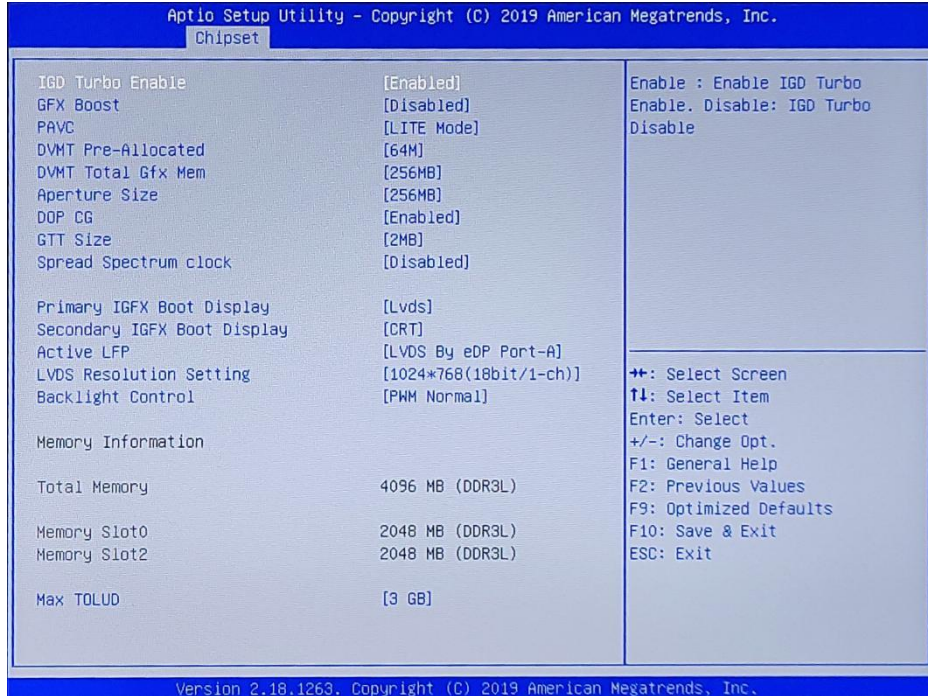 Aptio Setup Utility – Copyright (C) 2019 American Megatrends, Inc.
Chipset
IGD Turbo Enable [Enabled]
GFX Boost [Disabled]
PAVC [LITE Mode]
DVMT Pre-Allocated [64M]
DVMT Total Gfx Mem [256MB]
Aperture Size [256MB]
DOP CG [Enabled]
GTT Size [2MB]
Spread Spectrum clock [Disabled]
Primary IGFX Boot Display [Lvds]
Secondary IGFX Boot Display [CRT]
Active LFP [LVDS By eDP Port-A]
LVDS Resolution Setting [1024*768(18bit/1-ch)]
Backlight Control [PWM Normal]
Memory Information
Total Memory 4096 MB (DDR3L)
Memory Slot0 2048 MB (DDR3L)
Memory Slot2 2048 MB (DDR3L)
Max TOLUD [3 GB]
Enable : Enable IGD Turbo
Enable. Disable: IGD Turbo
Disable
→←: Select Screen
↑↓: Select Item
Enter: Select
+/-: Change Opt.
F1: General Help
F2: Previous Values
F9: Optimized Defaults
F10: Save & Exit
ESC: Exit
Version 2.18.1263. Copyright (C) 2019 American Megatrends, Inc.